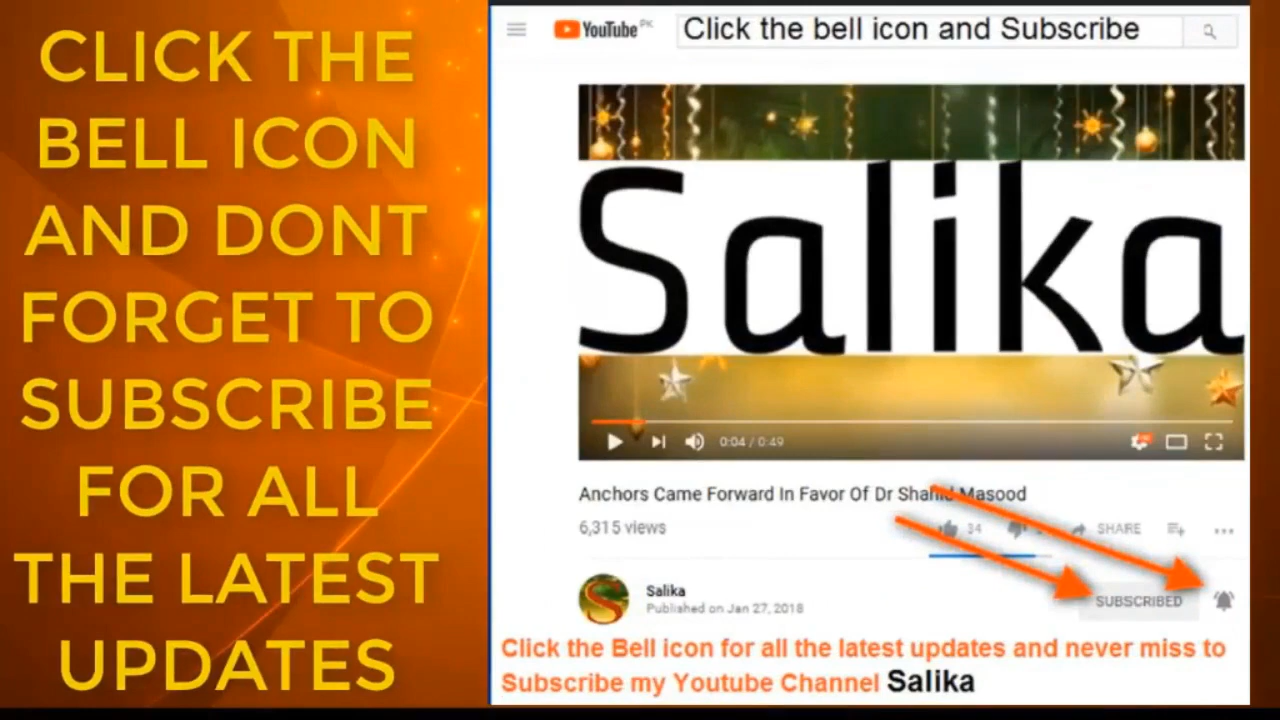 CLICK THE
BELL ICON
AND DONT
FORGET TO
SUBSCRIBE
FOR ALL
THE LATEST
UPDATES
YouTube PK
Click the bell icon and Subscribe
Salika
0:04 / 0:49
Anchors Came Forward In Favor Of Dr Shahid Masood
6,315 views
34
SHARE
Salika
Published on Jan 27, 2018
SUBSCRIBED
Click the Bell icon for all the latest updates and never miss to
Subscribe my Youtube Channel Salika